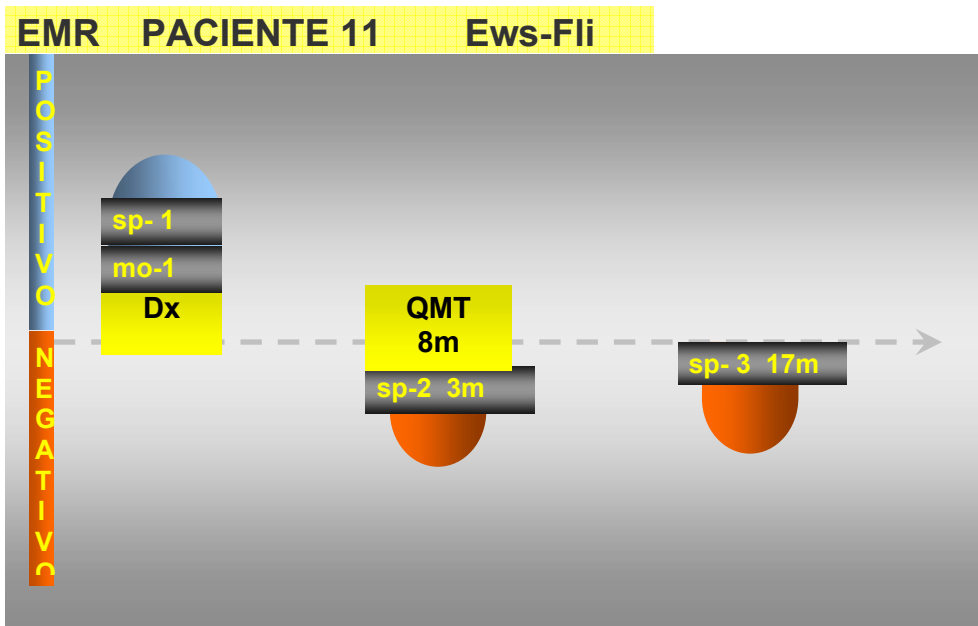 EMR PACIENTE 11 Ews-Fli
POSITIVO
NEGATIVO
sp- 1
mo-1
Dx
QMT
8m
sp-2 3m
sp- 3 17m